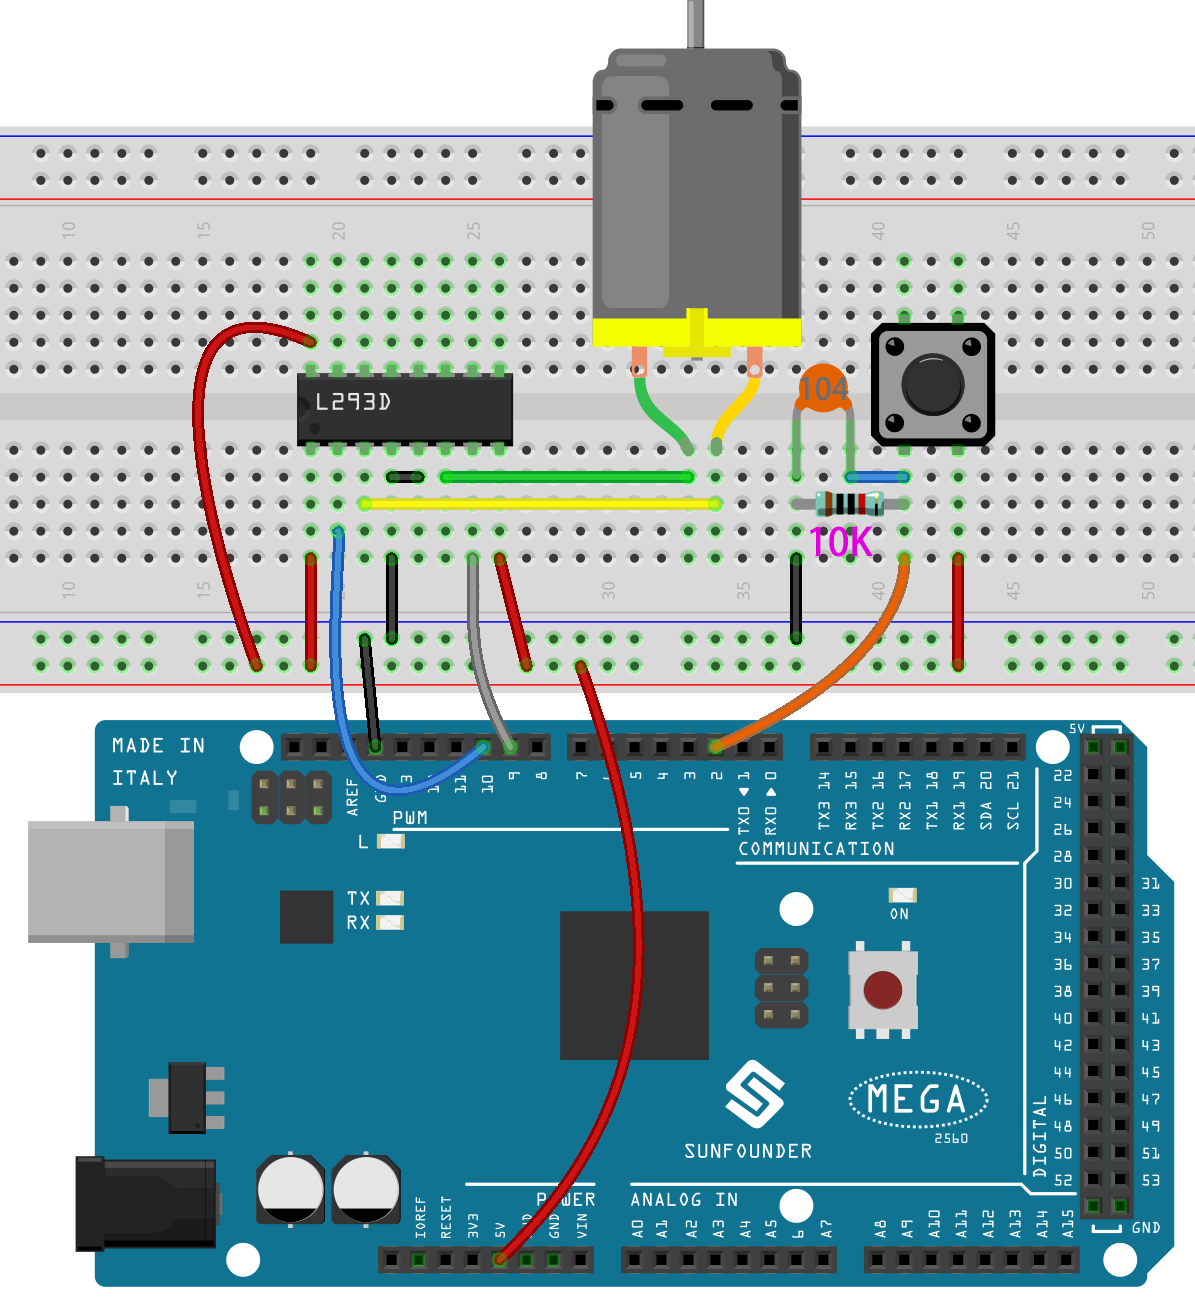 10 15 20 25 40 45 50
104
L293D
10K
10 15 30 35 40 45 50
MADE IN
ITALY
5V
AREF 13 11 10 9 8 7 5 4 3 2 TX0 1 RX0 0 TX3 14 RX3 15 TX2 16 RX2 17 TX1 18 RX1 19 SDA 20 SCL 21
PWM
COMMUNICATION
L
TX
RX
ON
22
24
26
28
30 31
32 33
34 35
36 37
38 39
40 41
42 43
44 45
46 47
48 49
50 51
52 53
DIGITAL
MEGA
2560
SUNFOUNDER
POWER
ANALOG IN
IOREF RESET 3V3 5V GND VIN A0 A1 A2 A3 A4 A5 A7 A8 A9 A10 A11 A12 A13 A14 A15
GND